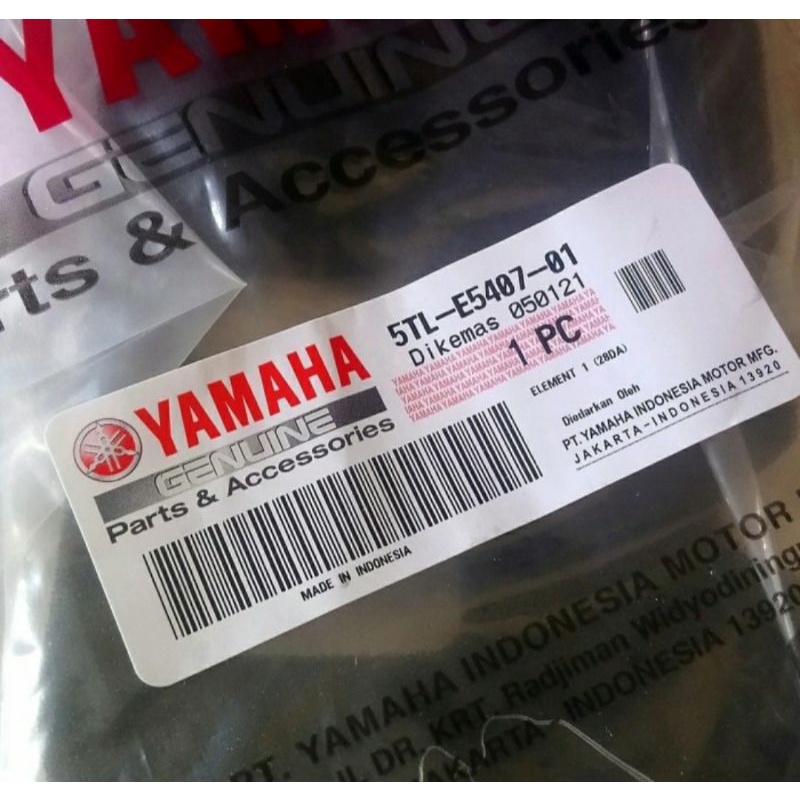 YAMAHA
GENUINE
Parts & Accessories
5TL-E5407-01
Dikemas 050121
1 PC
ELEMENT 1 (28DA)
Diedarkan Oleh
PT.YAMAHA INDONESIA MOTOR MFG.
JAKARTA-INDONESIA 13920
YAMAHA
GENUINE
Parts & Accessories
MADE IN INDONESIA
PT. YAMAHA INDONESIA MOTOR
JL. DR. KRT. Radjiman
JAKARTA - INDONESIA 13920